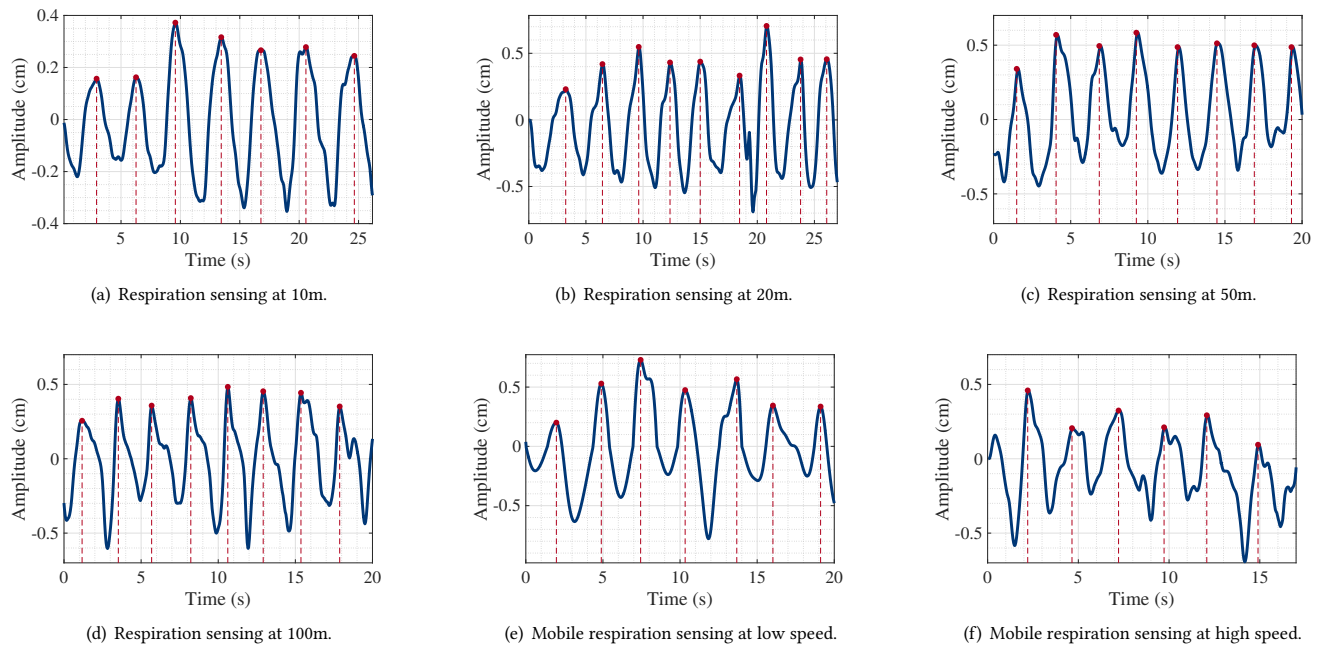 0.4
0.2
0
-0.2
-0.4
Amplitude (cm)
5 10 15 20 25
Time (s)
(a) Respiration sensing at 10m.
0.5
0
-0.5
Amplitude (cm)
0 5 10 15 20 25
Time (s)
(b) Respiration sensing at 20m.
0.5
0
-0.5
Amplitude (cm)
0 5 10 15 20
Time (s)
(c) Respiration sensing at 50m.
0.5
0
-0.5
Amplitude (cm)
0 5 10 15 20
Time (s)
(d) Respiration sensing at 100m.
0.5
0
-0.5
Amplitude (cm)
0 5 10 15 20
Time (s)
(e) Mobile respiration sensing at low speed.
0.5
0
-0.5
Amplitude (cm)
0 5 10 15
Time (s)
(f) Mobile respiration sensing at high speed.